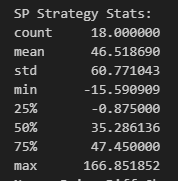 SP Strategy Stats:
count 18.000000
mean 46.518690
std 60.771043
min -15.590909
25% -0.875000
50% 35.286136
75% 47.450000
max 166.851852